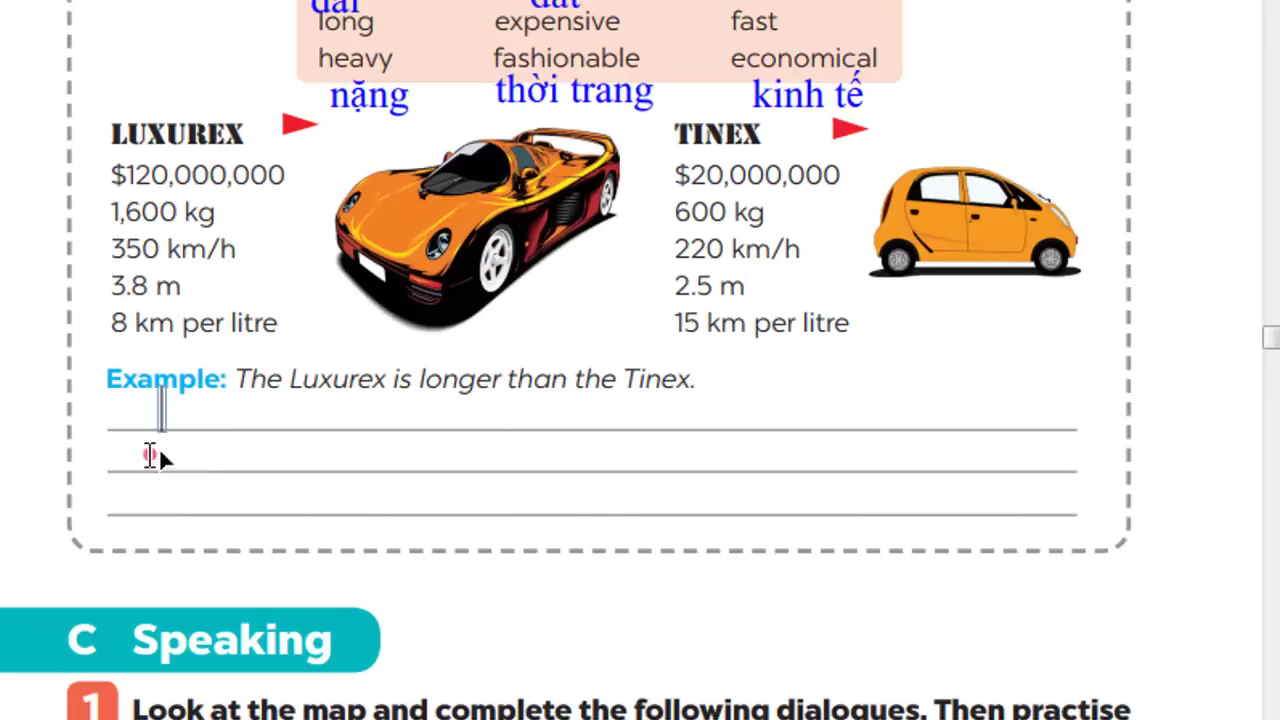 dài đắt
long expensive fast
heavy fashionable economical
nặng thời trang kinh tế
LUXUREX
$120,000,000
1,600 kg
350 km/h
3.8 m
8 km per litre
TINEX
$20,000,000
600 kg
220 km/h
2.5 m
15 km per litre
Example: The Luxurex is longer than the Tinex.
C Speaking
1 Look at the map and complete the following dialogues. Then practise